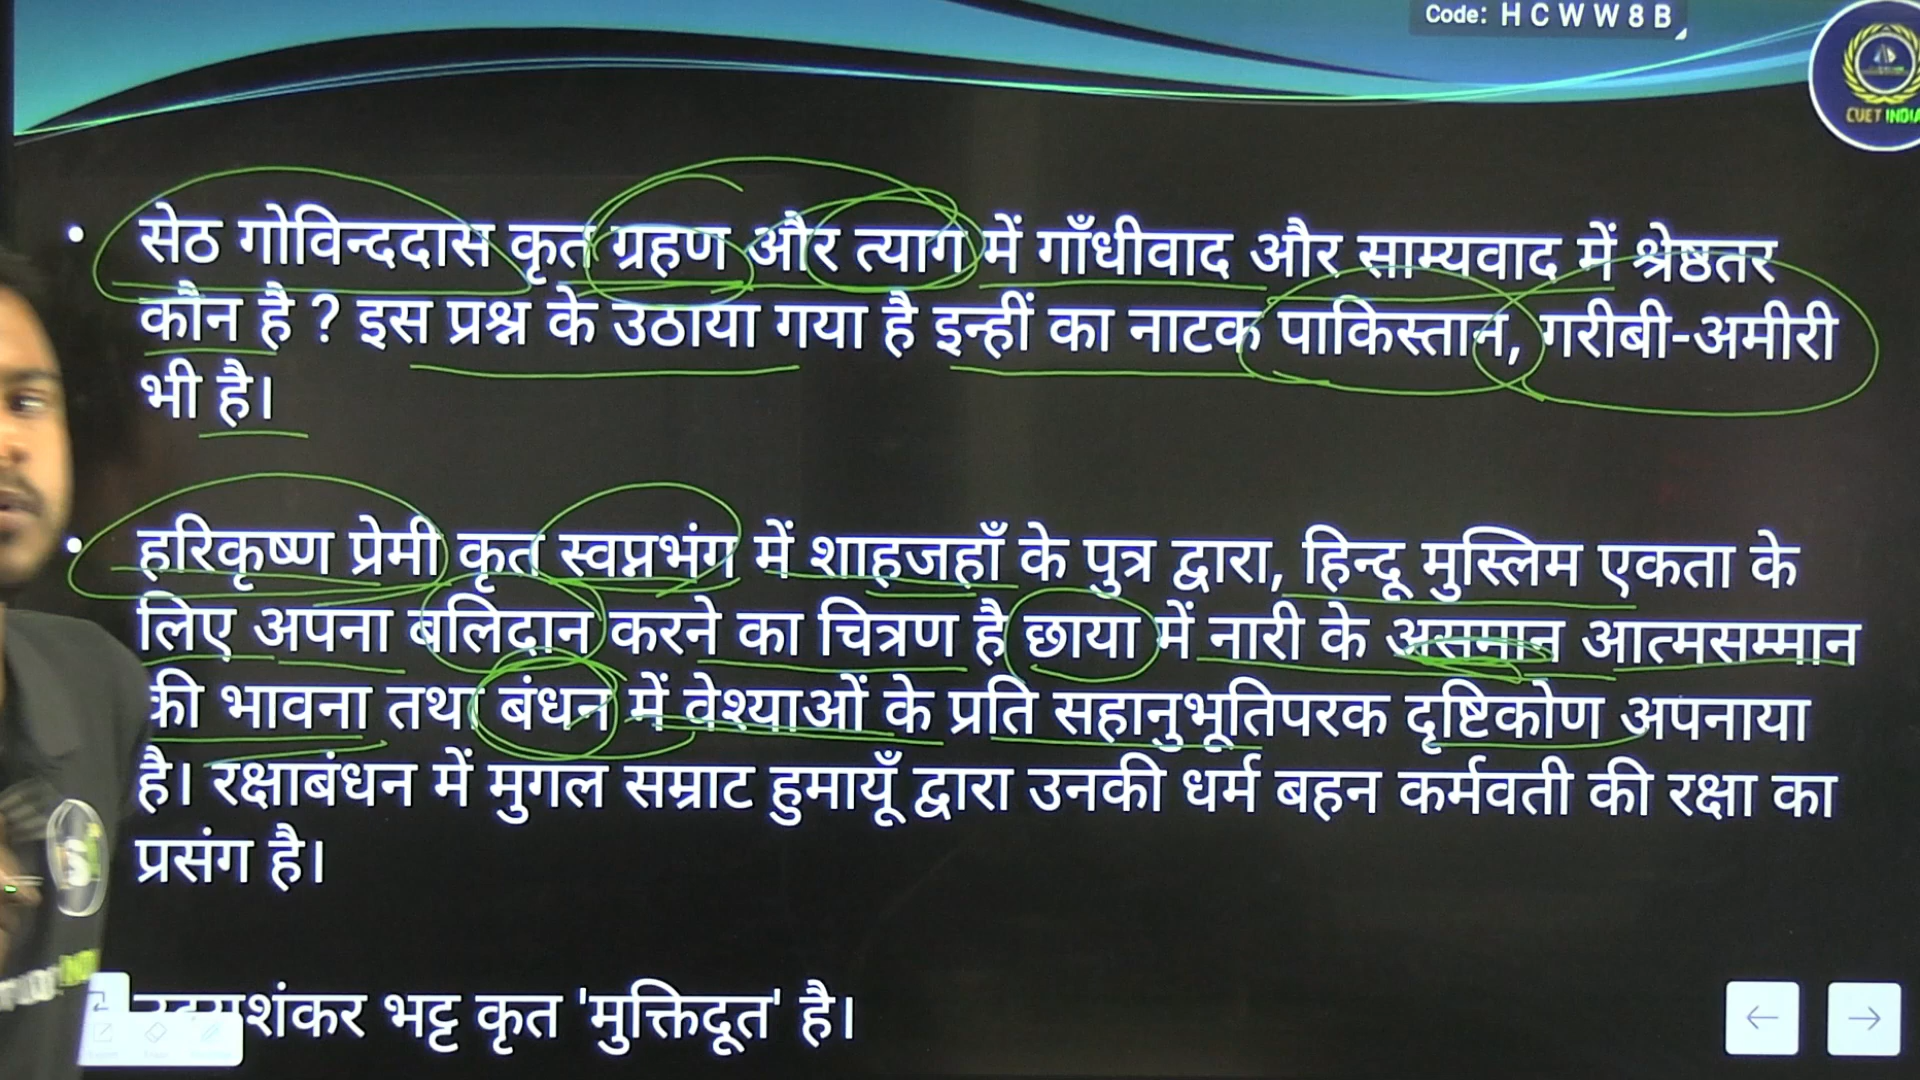 Code: H C W W 8 B
CUET INDIA
• सेठ गोविन्ददास कृत ग्रहण और त्याग में गाँधीवाद और साम्यवाद में श्रेष्ठतर
कौन है ? इस प्रश्न के उठाया गया है इन्हीं का नाटक पाकिस्तान, गरीबी-अमीरी
भी है।
• हरिकृष्ण प्रेमी कृत स्वप्नभंग में शाहजहाँ के पुत्र द्वारा, हिन्दू मुस्लिम एकता के
लिए अपना बलिदान करने का चित्रण है छाया में नारी के असमान आत्मसम्मान
की भावना तथा बंधन में वेश्याओं के प्रति सहानुभूतिपरक दृष्टिकोण अपनाया
है। रक्षाबंधन में मुगल सम्राट हुमायूँ द्वारा उनकी धर्म बहन कर्मवती की रक्षा का
प्रसंग है।
भट्ट कृत 'मुक्तिदूत' है।